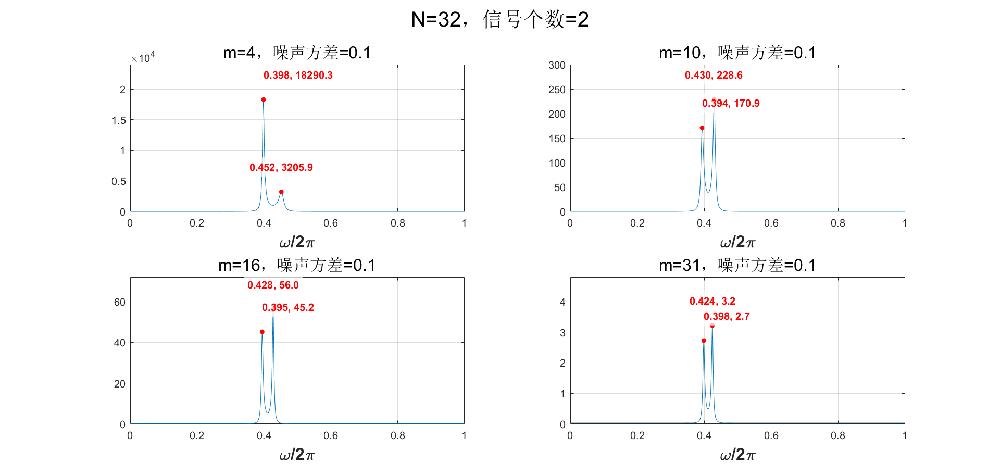 N=32，信号个数=2
m=4，噪声方差=0.1
×10^4
0.398, 18290.3
0.452, 3205.9
2
1.5
1
0.5
0
0 0.2 0.4 0.6 0.8 1
ω/2π
m=10，噪声方差=0.1
0.430, 228.6
0.394, 170.9
300
250
200
150
100
50
0
0 0.2 0.4 0.6 0.8 1
ω/2π
m=16，噪声方差=0.1
0.428, 56.0
0.395, 45.2
60
40
20
0
0 0.2 0.4 0.6 0.8 1
ω/2π
m=31，噪声方差=0.1
0.424, 3.2
0.398, 2.7
4
3
2
1
0
0 0.2 0.4 0.6 0.8 1
ω/2π